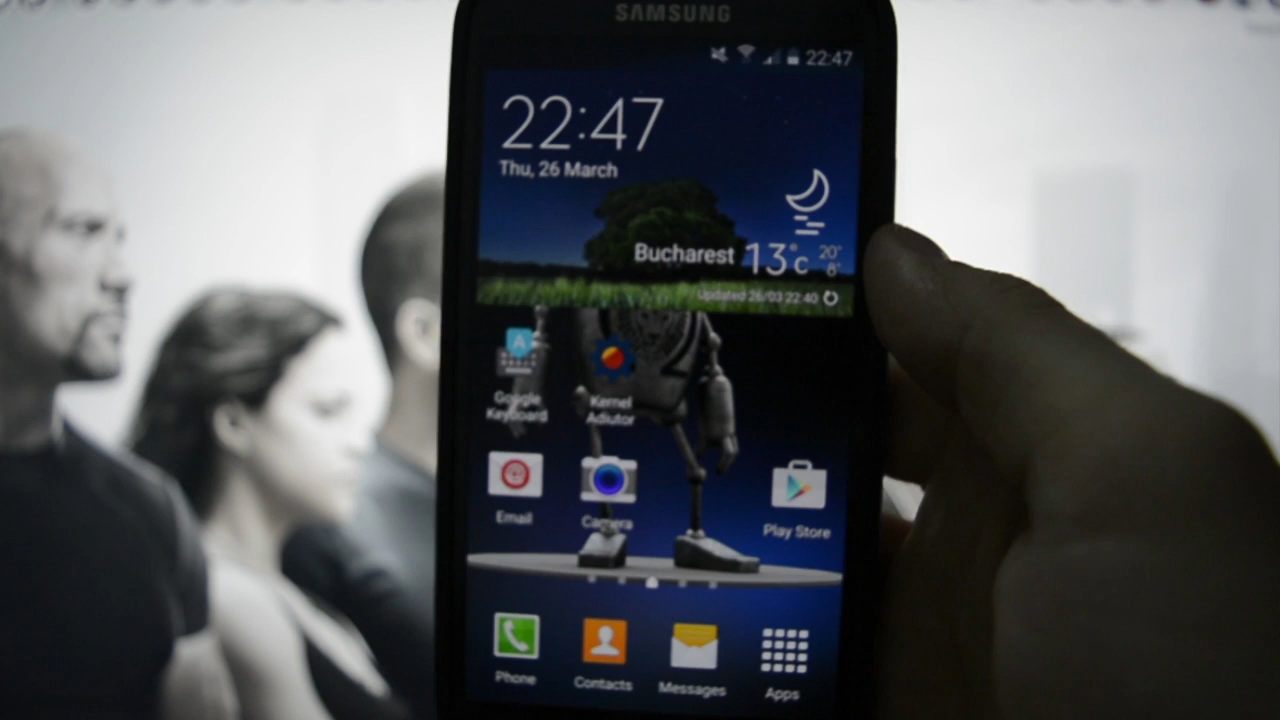 SAMSUNG
22:47
22:47
Thu, 26 March
Bucharest 13°c 20° 8°
Updated 26/03 22:40
Google Keyboard
Kernel Adiutor
Email
Camera
Play Store
Phone
Contacts
Messages
Apps